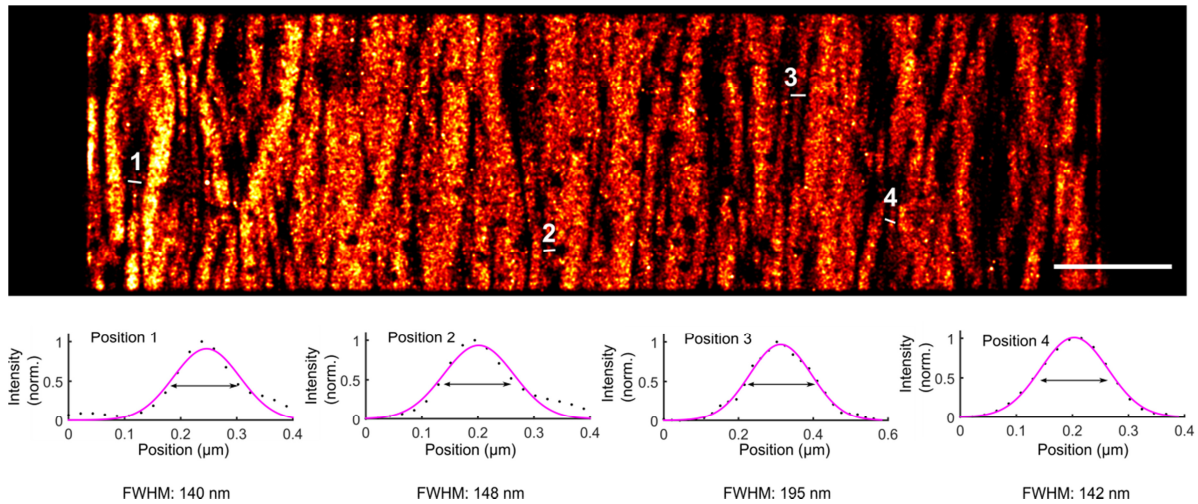 1
2
3
4
Position 1
Intensity
(norm.)
1
0.5
0
0 0.1 0.2 0.3 0.4
Position (µm)
FWHM: 140 nm
Position 2
Intensity
(norm.)
1
0.5
0
0 0.1 0.2 0.3 0.4
Position (µm)
FWHM: 148 nm
Position 3
Intensity
(norm.)
1
0.5
0
0 0.2 0.4 0.6
Position (µm)
FWHM: 195 nm
Position 4
Intensity
(norm.)
1
0.5
0
0 0.1 0.2 0.3 0.4
Position (µm)
FWHM: 142 nm